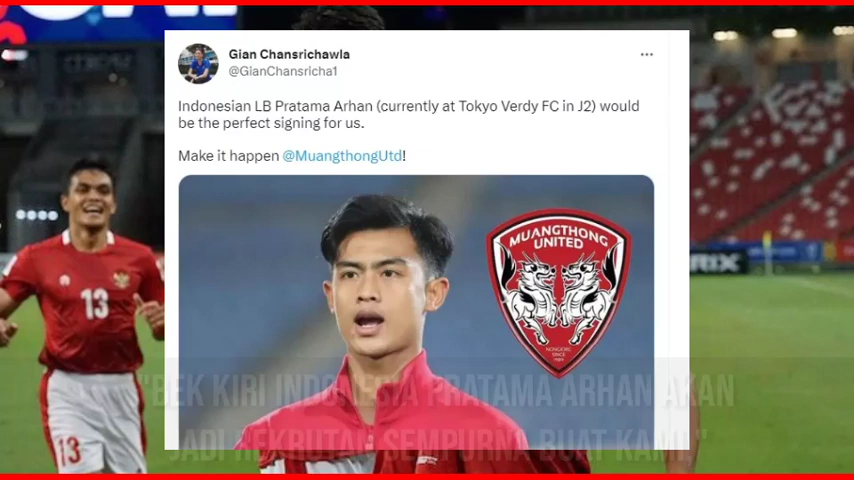 Gian Chansrichawla
@GianChansricha1
Indonesian LB Pratama Arhan (currently at Tokyo Verdy FC in J2) would
be the perfect signing for us.
Make it happen @MuangthongUtd!
MUANGTHONG
UNITED
13
"BEK KIRI INDONESIA PRATAMA ARHAN AKAN
JADI REKRUTAN SEMPURNA BUAT KAMI."